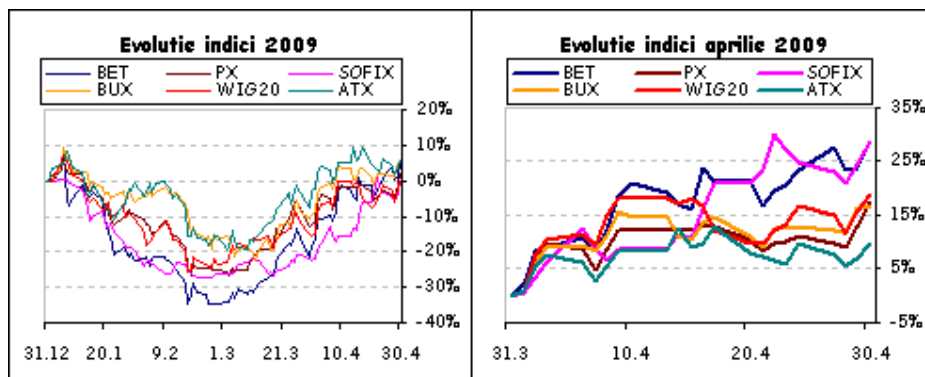 Evolutie indici 2009
BET PX SOFIX
BUX WIG20 ATX
20%
10%
0%
-10%
-20%
-30%
-40%
31.12 20.1 9.2 1.3 21.3 10.4 30.4
Evolutie indici aprilie 2009
BET PX SOFIX
BUX WIG20 ATX
35%
25%
15%
5%
-5%
31.3 10.4 20.4 30.4